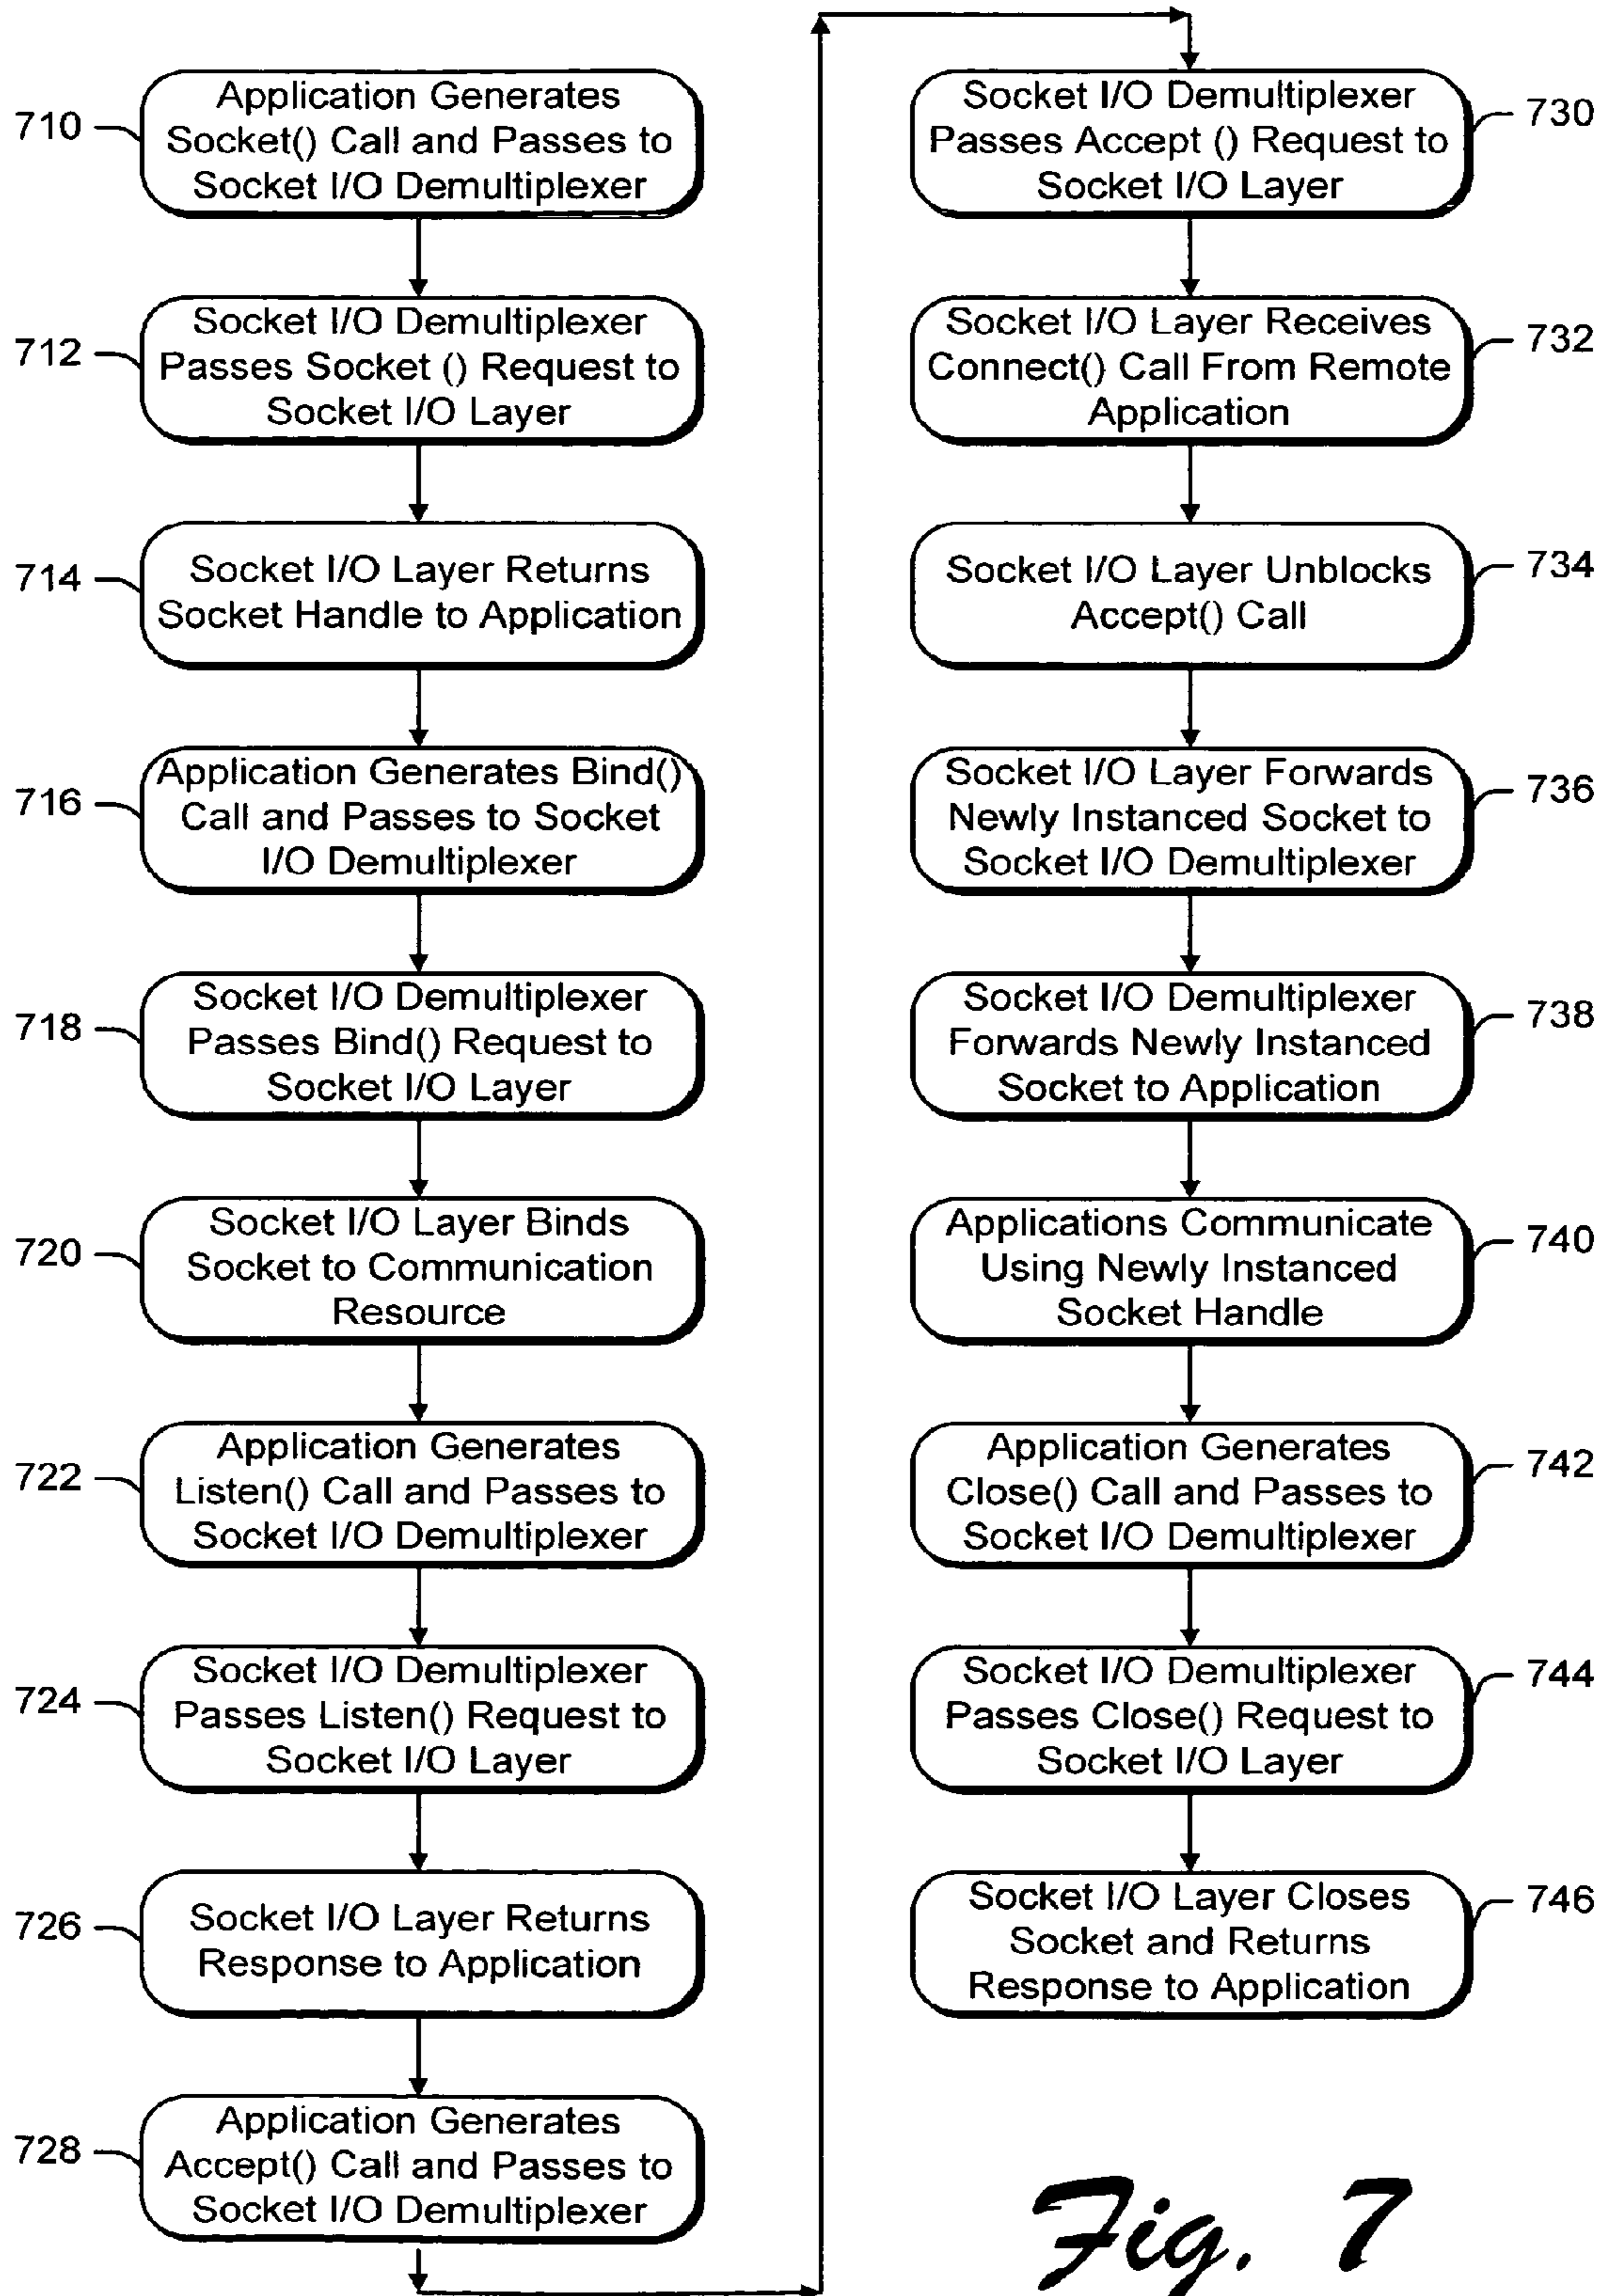 710
Application Generates
Socket() Call and Passes to
Socket I/O Demultiplexer
712
Socket I/O Demultiplexer
Passes Socket () Request to
Socket I/O Layer
714
Socket I/O Layer Returns
Socket Handle to Application
716
Application Generates Bind()
Call and Passes to Socket
I/O Demultiplexer
718
Socket I/O Demultiplexer
Passes Bind() Request to
Socket I/O Layer
720
Socket I/O Layer Binds
Socket to Communication
Resource
722
Application Generates
Listen() Call and Passes to
Socket I/O Demultiplexer
724
Socket I/O Demultiplexer
Passes Listen() Request to
Socket I/O Layer
726
Socket I/O Layer Returns
Response to Application
728
Application Generates
Accept() Call and Passes to
Socket I/O Demultiplexer
730
Socket I/O Demultiplexer
Passes Accept () Request to
Socket I/O Layer
732
Socket I/O Layer Receives
Connect() Call From Remote
Application
734
Socket I/O Layer Unblocks
Accept() Call
736
Socket I/O Layer Forwards
Newly Instanced Socket to
Socket I/O Demultiplexer
738
Socket I/O Demultiplexer
Forwards Newly Instanced
Socket to Application
740
Applications Communicate
Using Newly Instanced
Socket Handle
742
Application Generates
Close() Call and Passes to
Socket I/O Demultiplexer
744
Socket I/O Demultiplexer
Passes Close() Request to
Socket I/O Layer
746
Socket I/O Layer Closes
Socket and Returns
Response to Application
Fig. 7